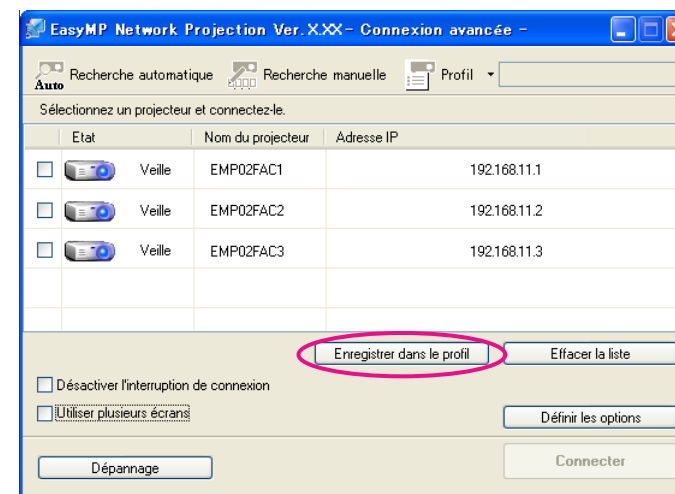 EasyMP Network Projection Ver.X.XX - Connexion avancée -
Auto Recherche automatique Recherche manuelle Profil
Sélectionnez un projecteur et connectez-le.
Etat Nom du projecteur Adresse IP
Veille EMP02FAC1 192.168.11.1
Veille EMP02FAC2 192.168.11.2
Veille EMP02FAC3 192.168.11.3
Enregistrer dans le profil Effacer la liste
Désactiver l'interruption de connexion
Utiliser plusieurs écrans
Définir les options
Dépannage Connecter